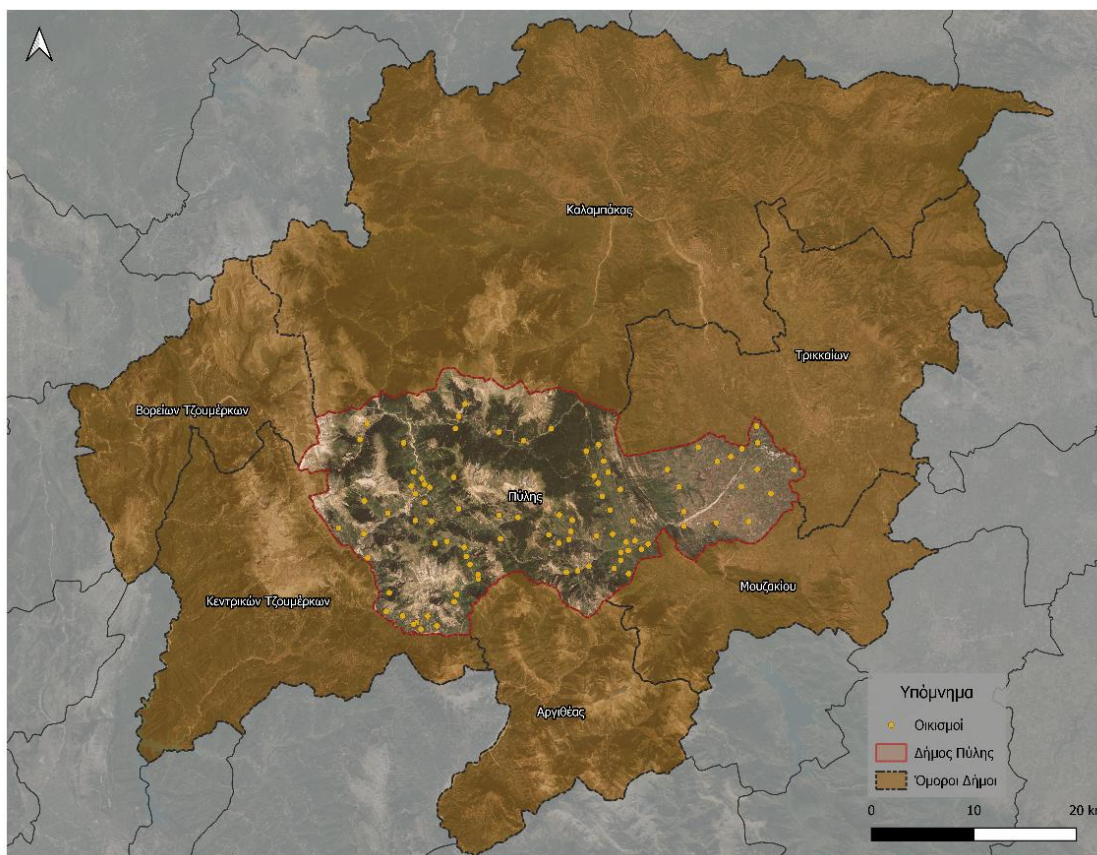 Καλαμπάκας
Τρικκαίων
Βορείων Τζουμέρκων
Πύλης
Μουζακίου
Κεντρικών Τζουμέρκων
Αργιθέας
Υπόμνημα
Οικισμοί
Δήμος Πύλης
Όμοροι Δήμοι
0 10 20 km